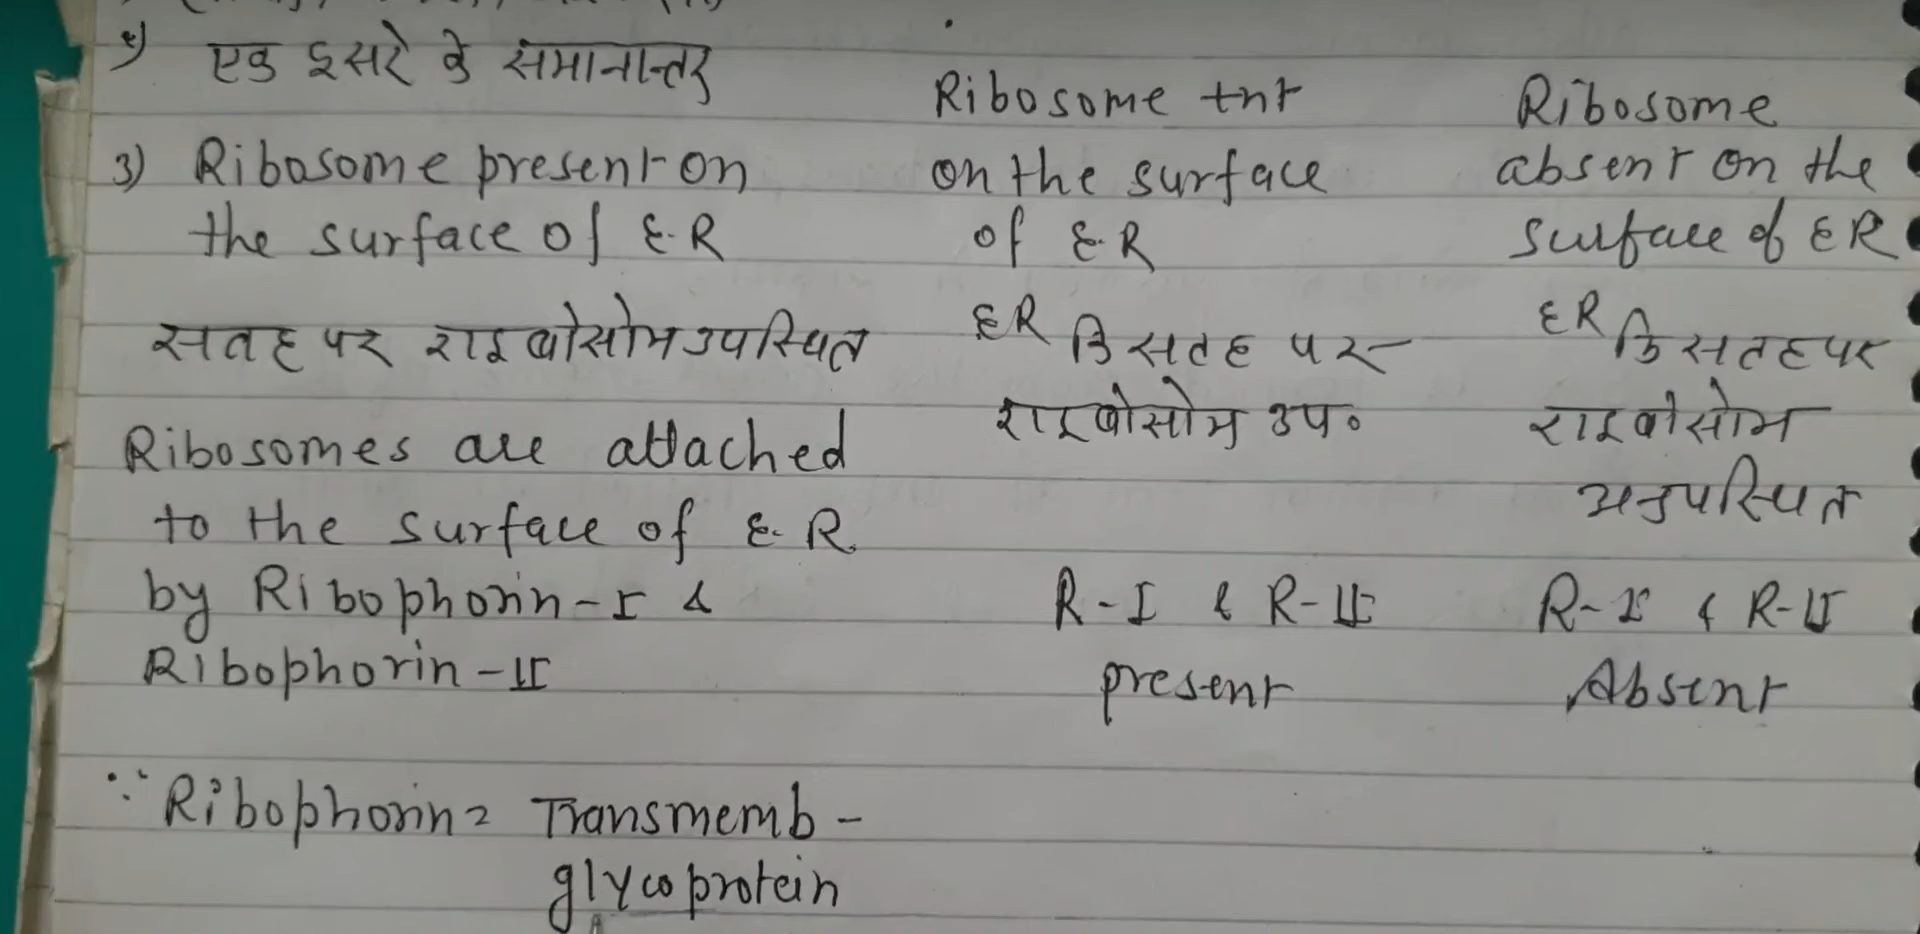 एक दुसरे के समानान्तर
3) Ribosome present on
the surface of E.R
सतह पर राइबोसोम उपस्थित
Ribosomes are attached
to the surface of E.R.
by Ribophorin-I &
Ribophorin-II
∵ Ribophorin = Transmemb-
glycoprotein
Ribosome tnt
on the surface
of E.R
ER कि सतह पर
राइबोसोम उप०
R-I & R-II
present
Ribosome
absent on the
surface of ER
ER कि सतह पर
राइबोसोम
अनुपस्थित
R-I & R-II
Absent